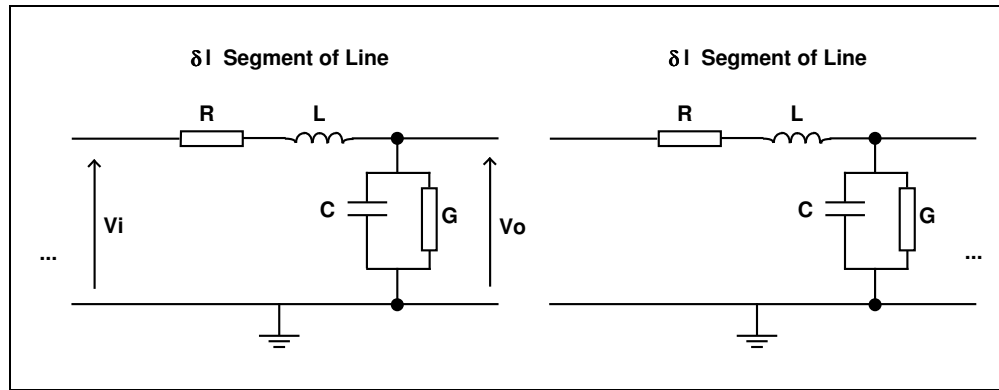 δl Segment of Line
δl Segment of Line
R
L
R
L
C
G
C
G
Vi
Vo
...
...